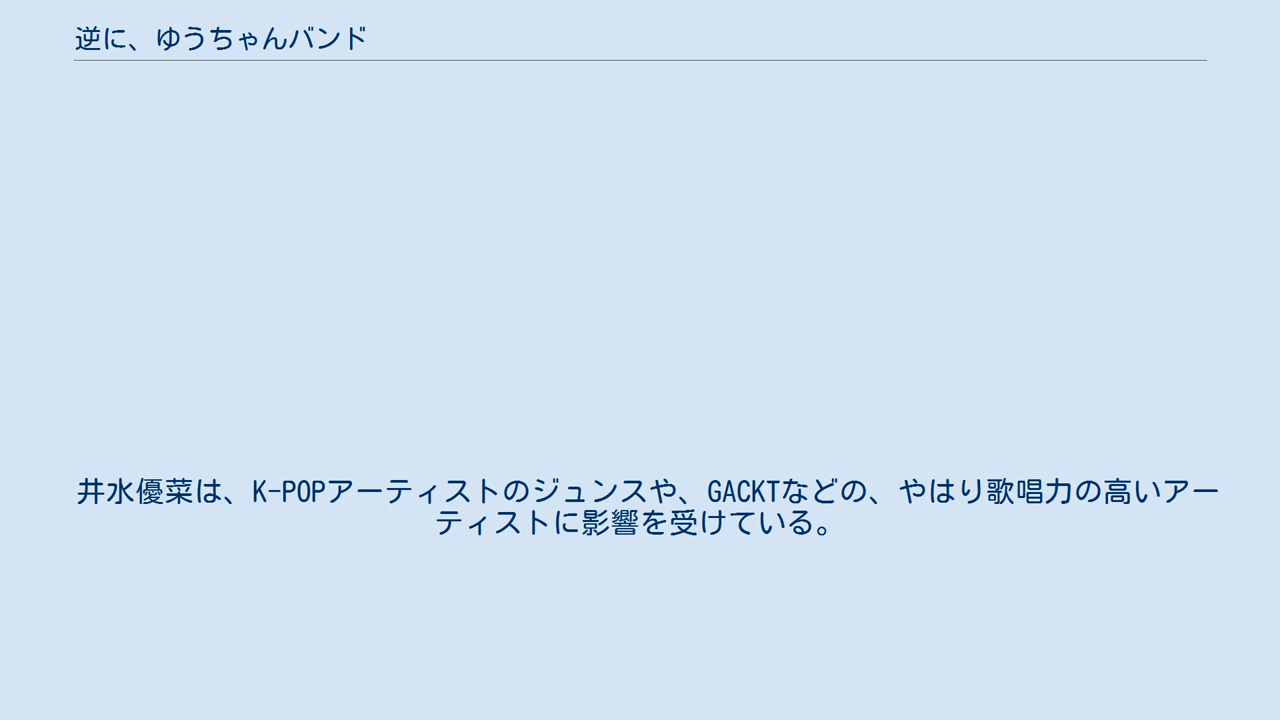 逆に、ゆうちゃんバンド
井水優菜は、K-POPアーティストのジュンスや、GACKTなどの、やはり歌唱力の高いアー
ティストに影響を受けている。